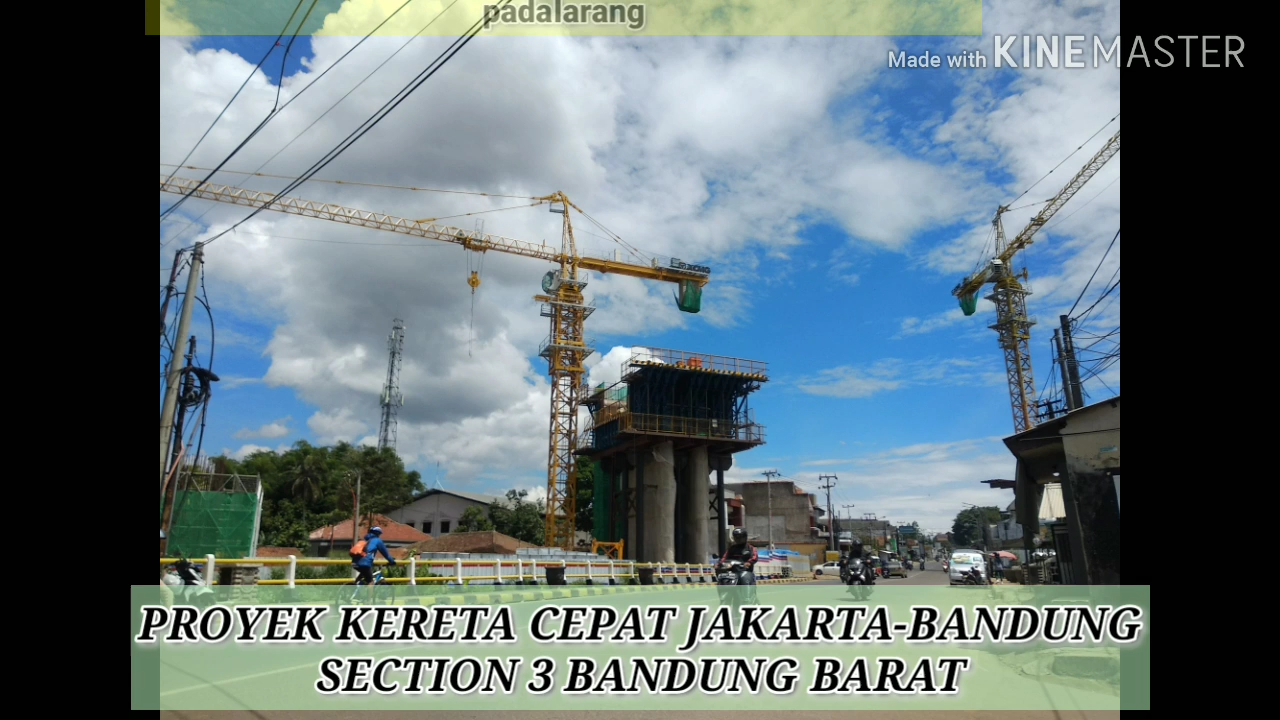 padalarang
Made with KINEMASTER
PROYEK KERETA CEPAT JAKARTA-BANDUNG
SECTION 3 BANDUNG BARAT